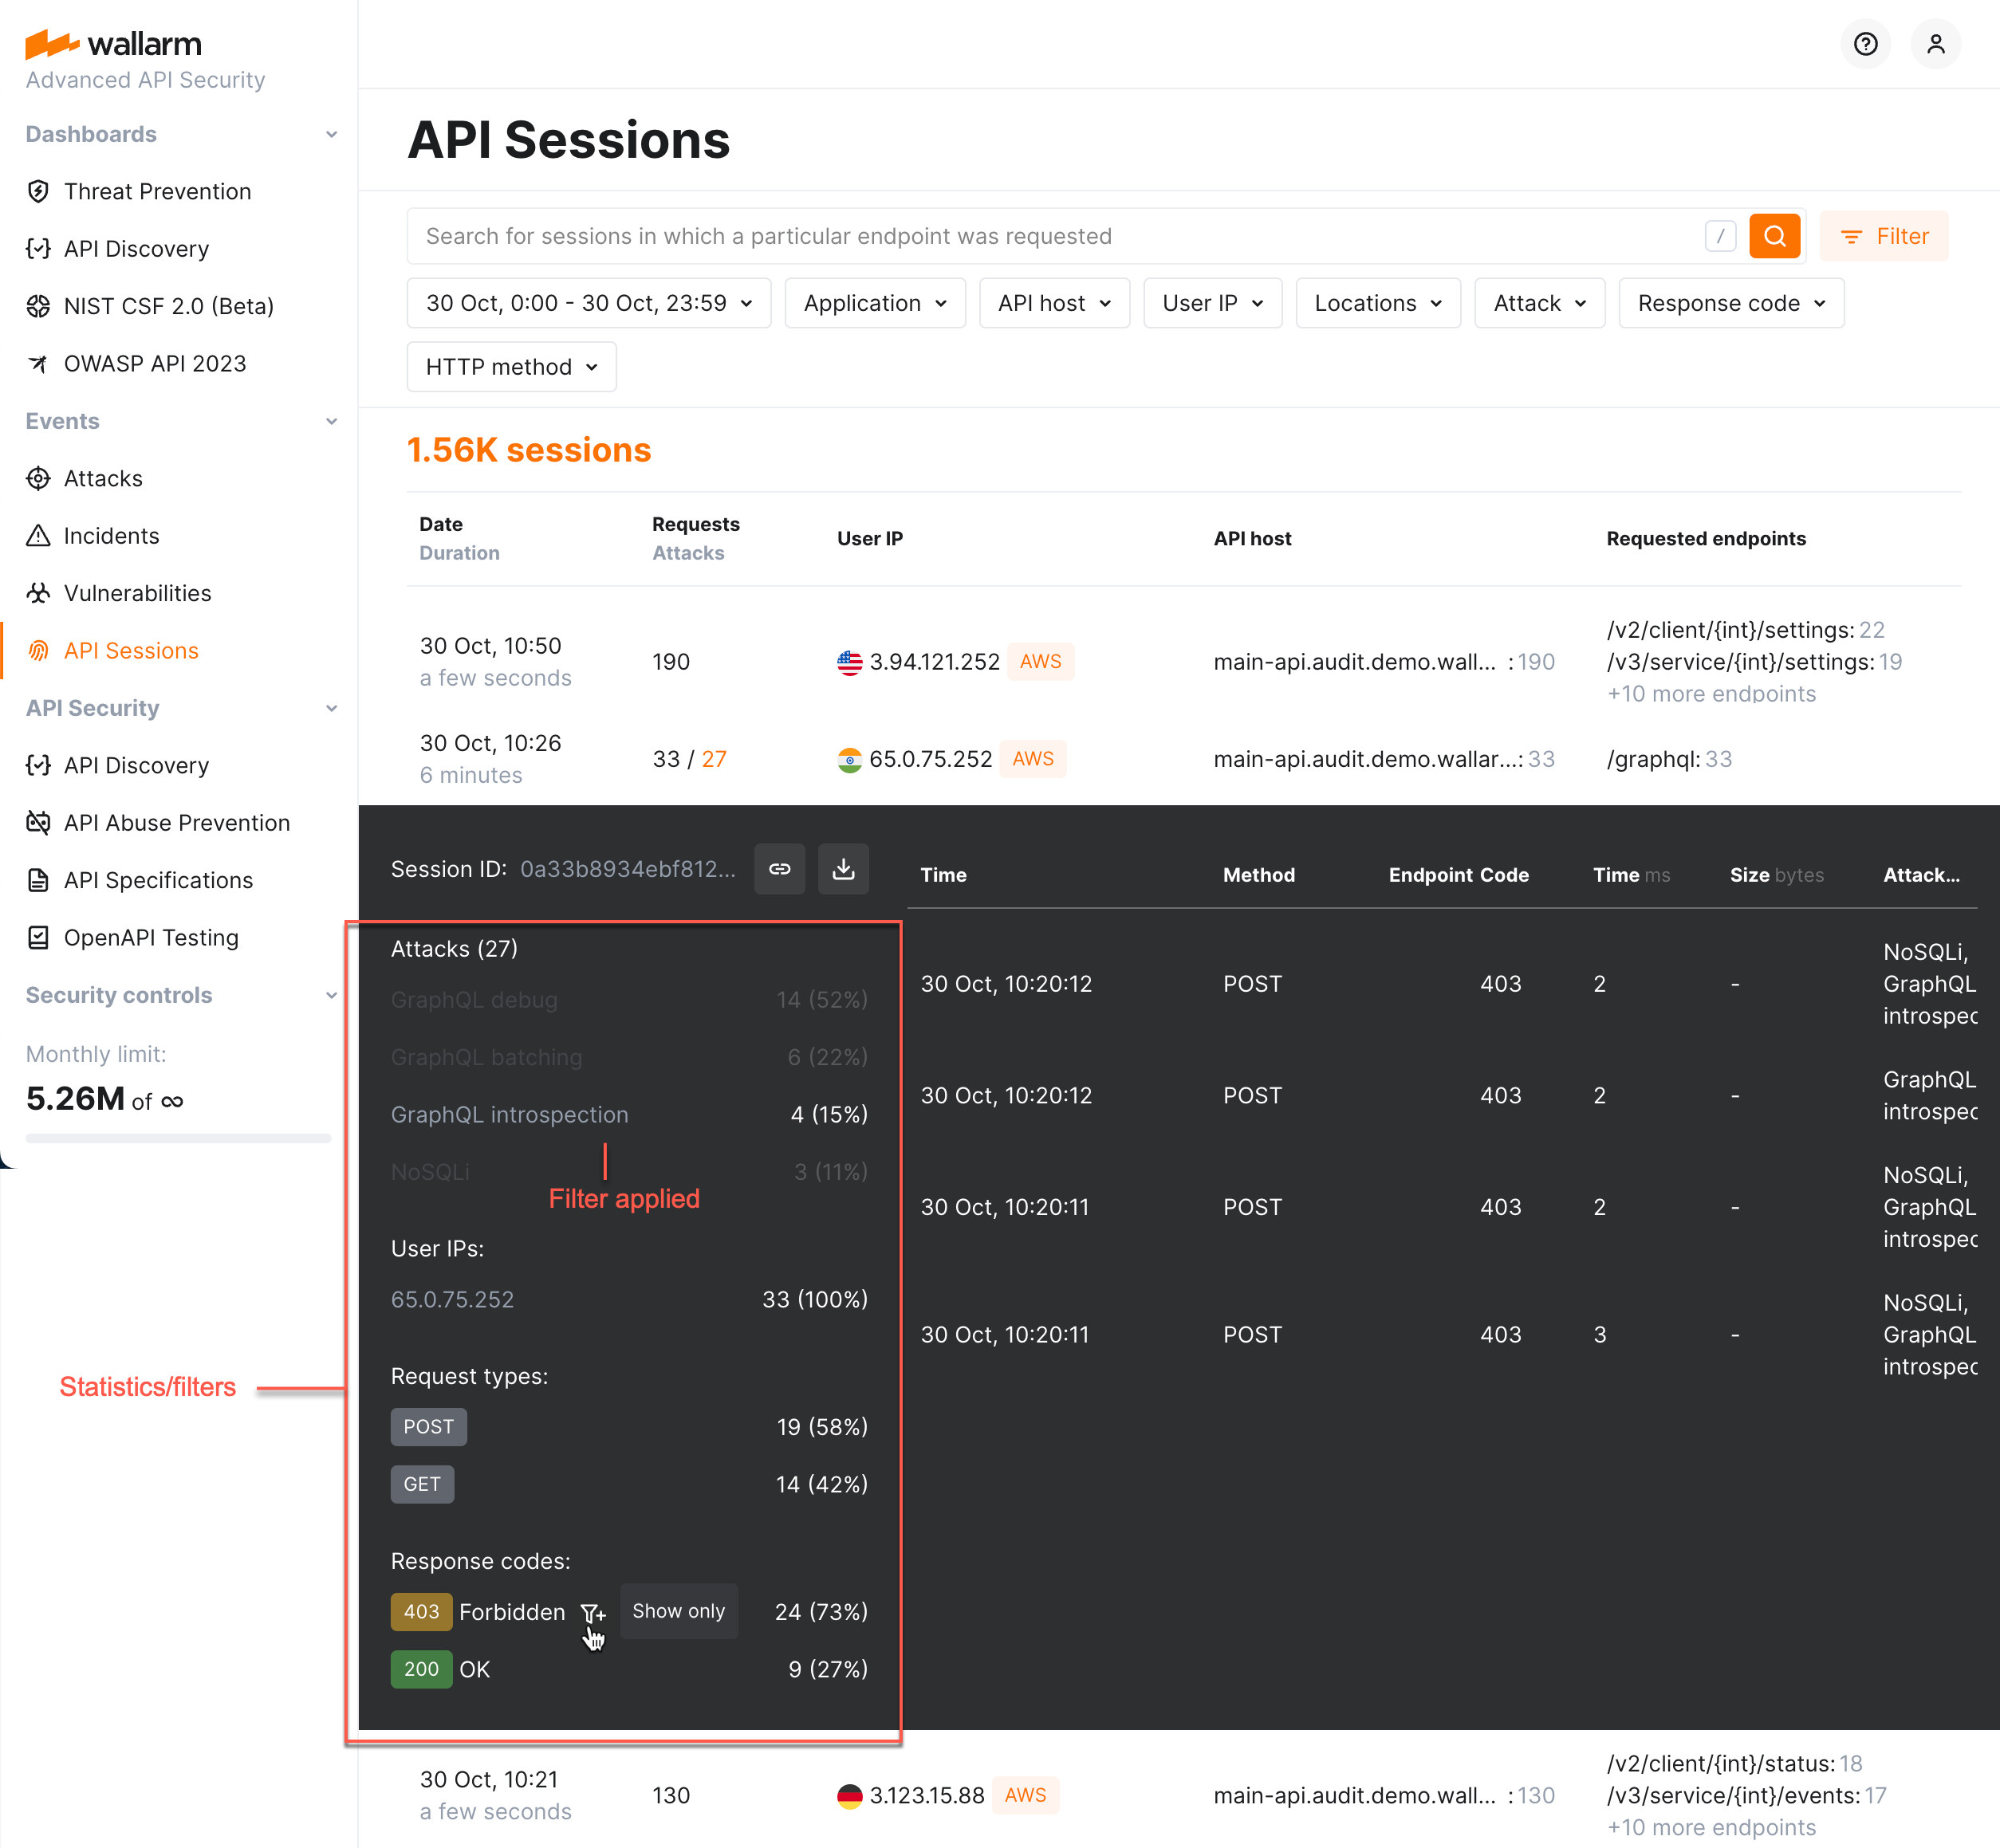 wallarm
Advanced API Security
Dashboards
Threat Prevention
API Discovery
NIST CSF 2.0 (Beta)
OWASP API 2023
Events
Attacks
Incidents
Vulnerabilities
API Sessions
API Security
API Discovery
API Abuse Prevention
API Specifications
OpenAPI Testing
Security controls
Monthly limit:
5.26M of ∞
Statistics/filters
API Sessions
Search for sessions in which a particular endpoint was requested /
Filter
30 Oct, 0:00 - 30 Oct, 23:59 Application API host User IP Locations Attack Response code
HTTP method
1.56K sessions
Date Requests User IP API host Requested endpoints
Duration Attacks
30 Oct, 10:50 190 3.94.121.252 AWS main-api.audit.demo.wall... :190 /v2/client/{int}/settings: 22
a few seconds /v3/service/{int}/settings: 19
+10 more endpoints
30 Oct, 10:26 33 / 27 65.0.75.252 AWS main-api.audit.demo.wallar...: 33 /graphql: 33
6 minutes
Session ID: 0a33b8934ebf812...
Attacks (27)
GraphQL debug 14 (52%)
GraphQL batching 6 (22%)
GraphQL introspection 4 (15%)
NoSQLi 3 (11%)
Filter applied
User IPs:
65.0.75.252 33 (100%)
Request types:
POST 19 (58%)
GET 14 (42%)
Response codes:
403 Forbidden Show only 24 (73%)
200 OK 9 (27%)
Time Method Endpoint Code Time ms Size bytes Attack...
30 Oct, 10:20:12 POST 403 2 - NoSQLi,
GraphQL
introspec
30 Oct, 10:20:12 POST 403 2 - GraphQL
introspec
30 Oct, 10:20:11 POST 403 2 - NoSQLi,
GraphQL
introspec
30 Oct, 10:20:11 POST 403 3 - NoSQLi,
GraphQL
introspec
30 Oct, 10:21 130 3.123.15.88 AWS main-api.audit.demo.wall... :130 /v2/client/{int}/status: 18
a few seconds /v3/service/{int}/events: 17
+10 more endpoints